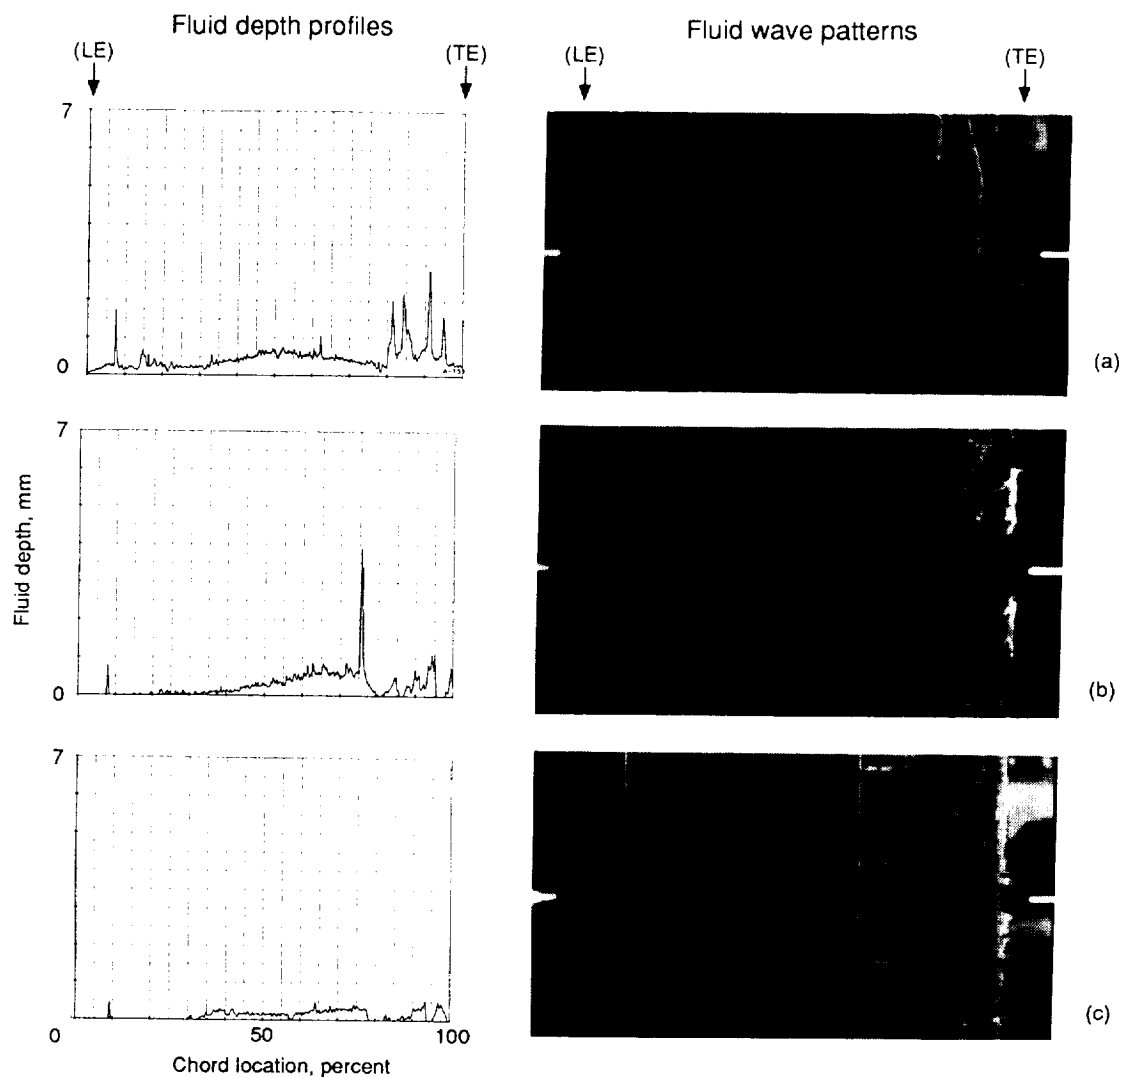 Fluid depth profiles
Fluid wave patterns
(LE)
(TE)
(LE)
(TE)
7
0
(a)
7
0
(b)
Fluid depth, mm
7
0
50
100
(c)
Chord location, percent